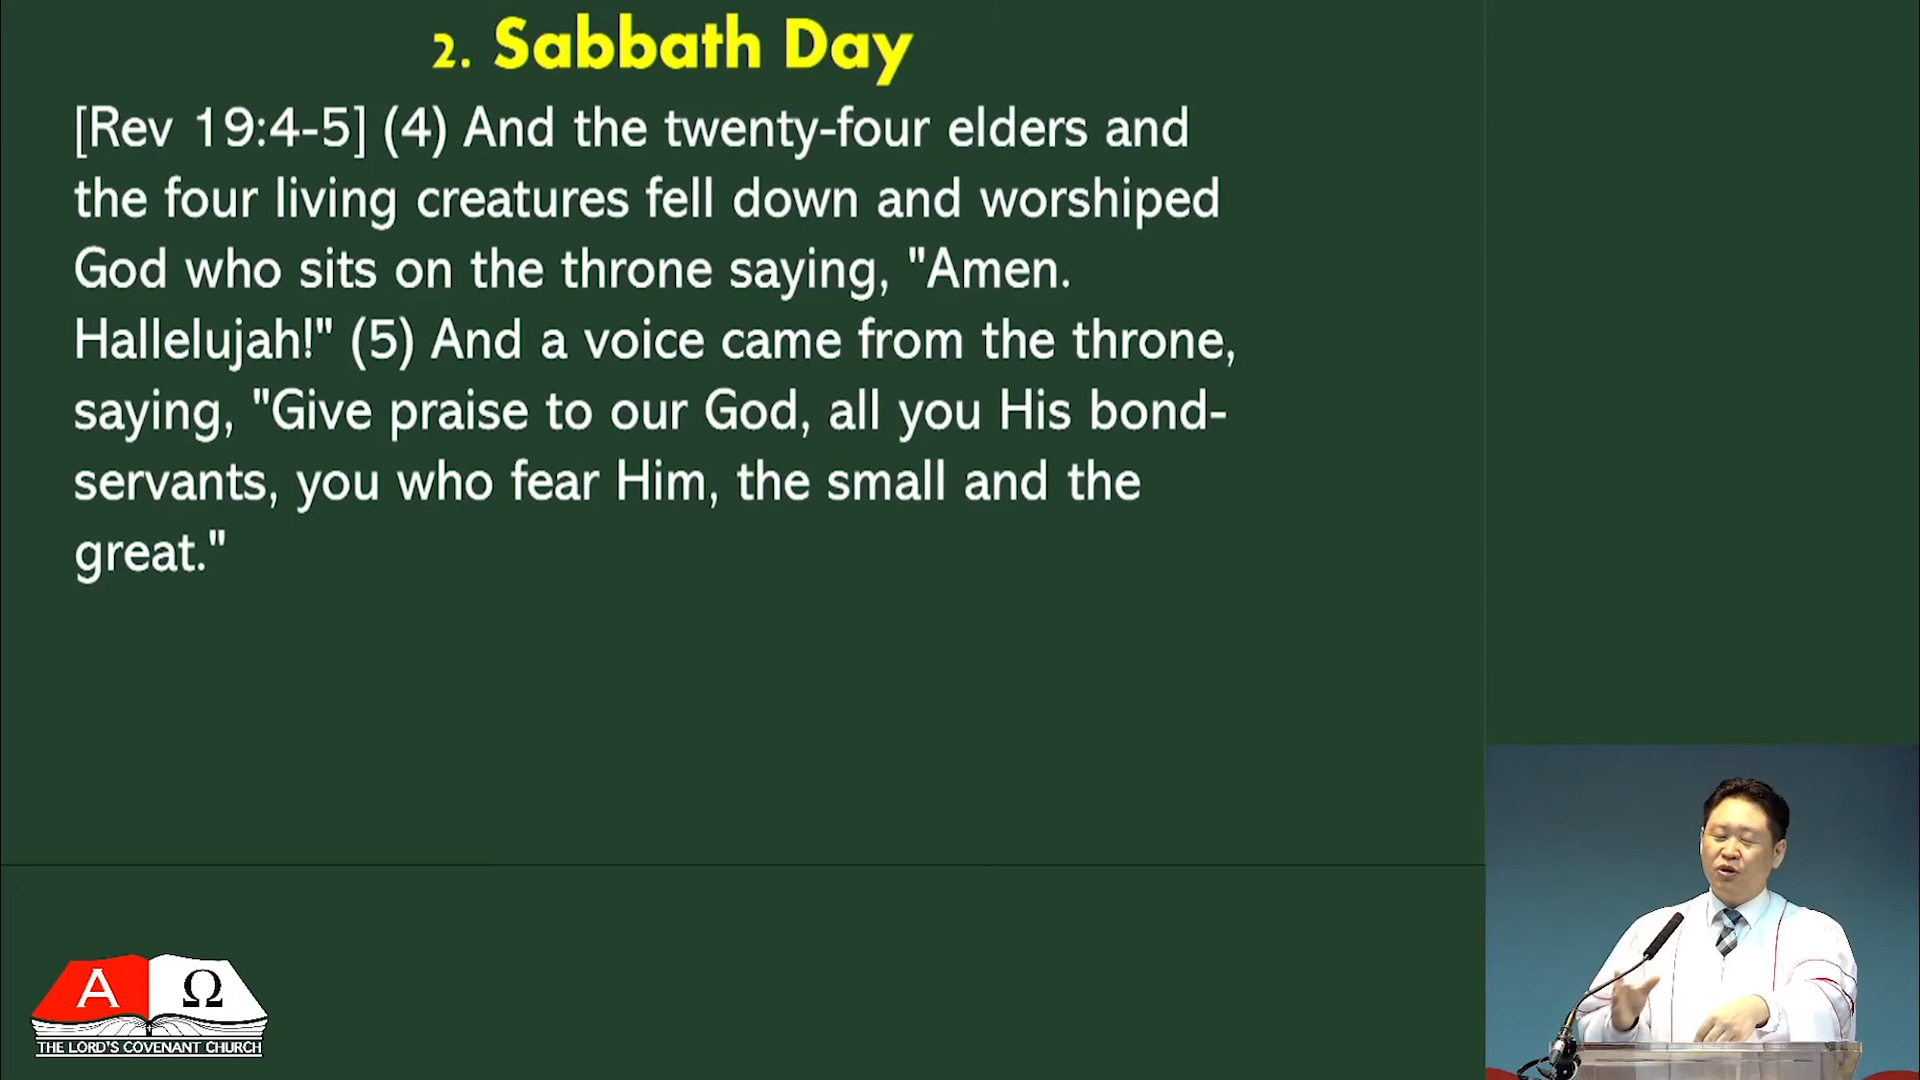 2. Sabbath Day
[Rev 19:4-5] (4) And the twenty-four elders and
the four living creatures fell down and worshiped
God who sits on the throne saying, "Amen.
Hallelujah!" (5) And a voice came from the throne,
saying, "Give praise to our God, all you His bond-
servants, you who fear Him, the small and the
great."
Α Ω
THE LORD'S COVENANT CHURCH